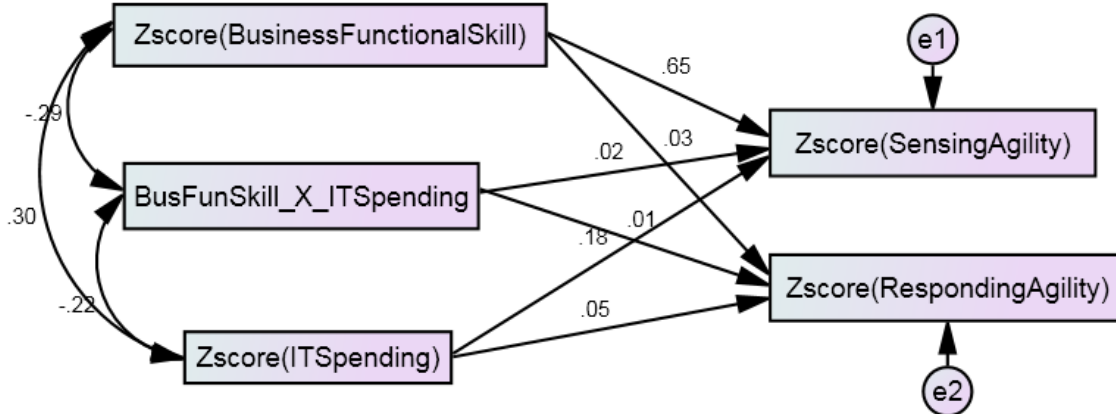 Zscore(BusinessFunctionalSkill)
e1
.65
-.29
Zscore(SensingAgility)
.03
.02
BusFunSkill_X_ITSpending
.30
.01
.18
Zscore(RespondingAgility)
-.22
.05
Zscore(ITSpending)
e2